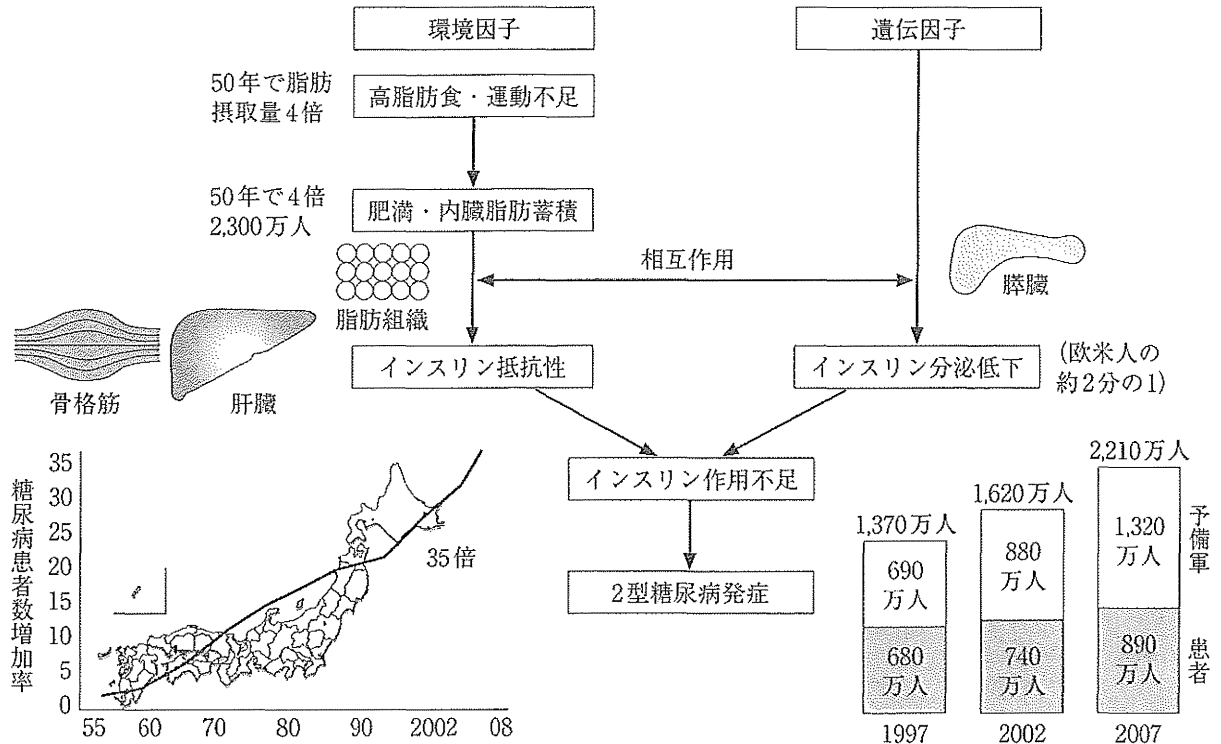 環境因子
遺伝因子
50年で脂肪
摂取量4倍
高脂肪食・運動不足
50年で4倍
2,300万人
肥満・内臓脂肪蓄積
脂肪組織
相互作用
膵臓
骨格筋
肝臓
インスリン抵抗性
インスリン分泌低下
(欧米人の
約2分の1)
インスリン作用不足
2型糖尿病発症
糖尿病患者数増加率
35
30
25
20
15
10
5
0
55
60
70
80
90
2002
08
35倍
1,370万人
690
万人
680
万人
1997
1,620万人
880
万人
740
万人
2002
2,210万人
1,320
万人
890
万人
2007
予備軍
患者